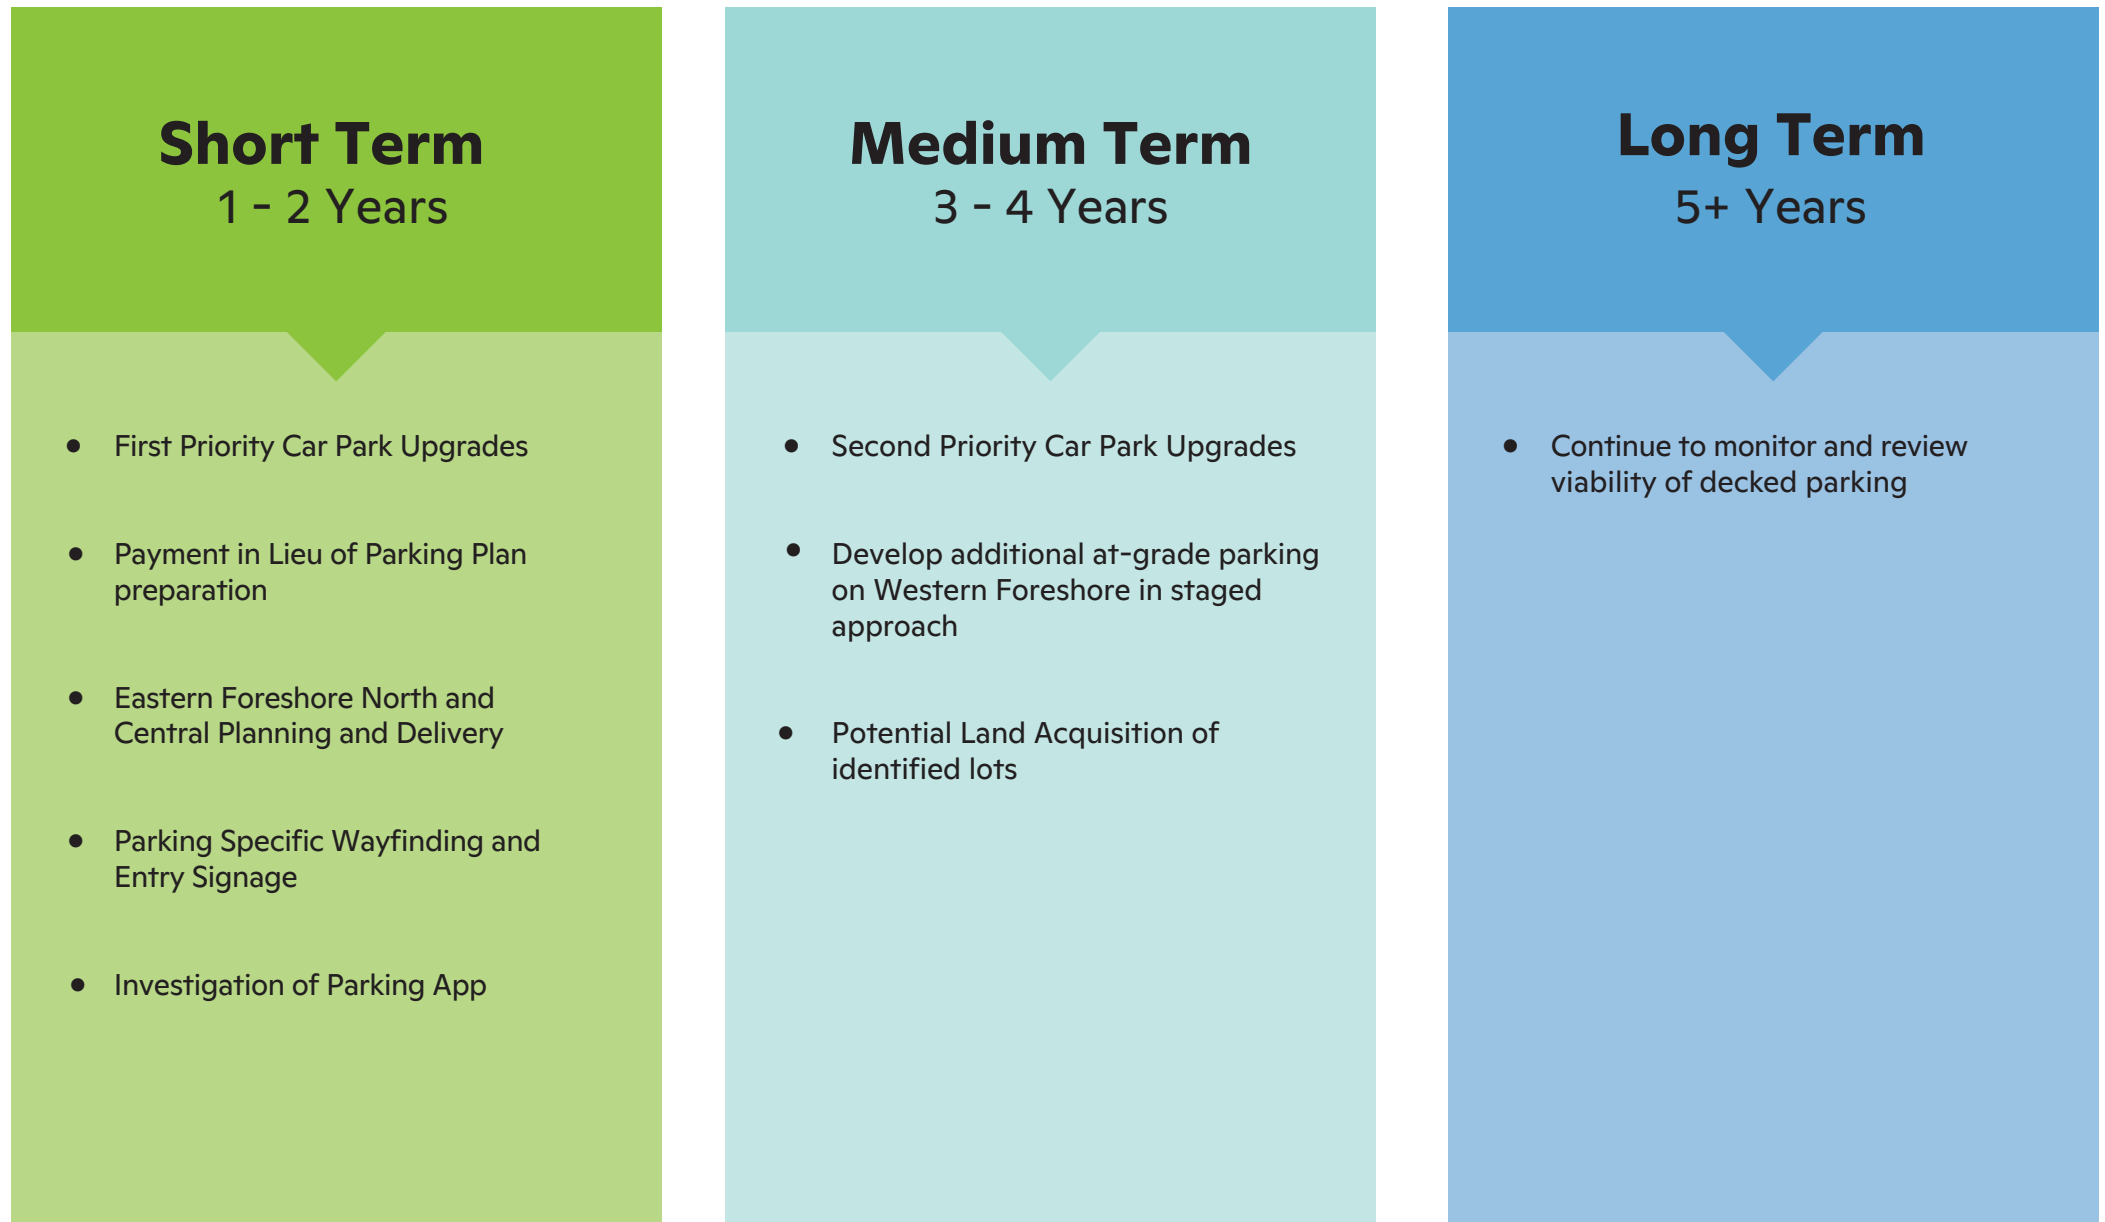 Short Term
1 - 2 Years
• First Priority Car Park Upgrades
• Payment in Lieu of Parking Plan
preparation
• Eastern Foreshore North and
Central Planning and Delivery
• Parking Specific Wayfinding and
Entry Signage
• Investigation of Parking App
Medium Term
3 - 4 Years
• Second Priority Car Park Upgrades
• Develop additional at-grade parking
on Western Foreshore in staged
approach
• Potential Land Acquisition of
identified lots
Long Term
5+ Years
• Continue to monitor and review
viability of decked parking